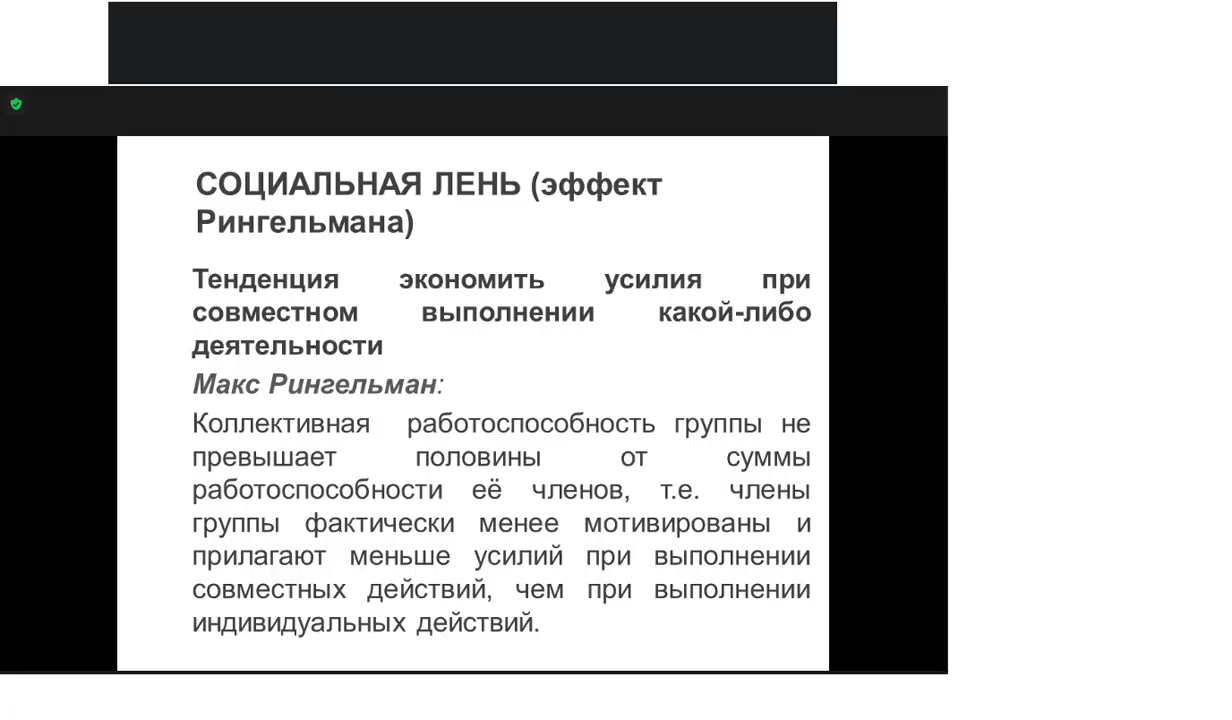 СОЦИАЛЬНАЯ ЛЕНЬ (эффект
Рингельмана)
Тенденция экономить усилия при
совместном выполнении какой-либо
деятельности
Макс Рингельман:
Коллективная работоспособность группы не
превышает половины от суммы
работоспособности её членов, т.е. члены
группы фактически менее мотивированы и
прилагают меньше усилий при выполнении
совместных действий, чем при выполнении
индивидуальных действий.